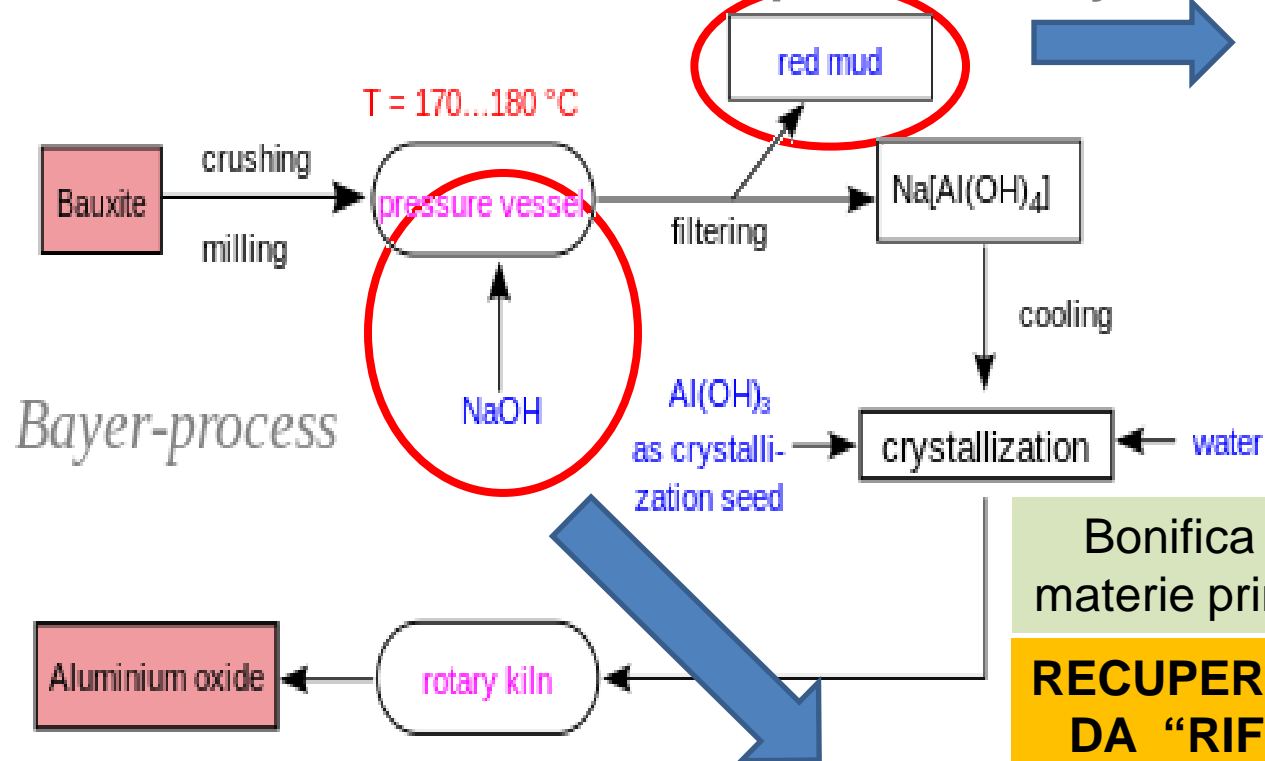 red mud
T = 170...180 °C
crushing
Bauxite
pressure vessel
Na[Al(OH)₄]
milling
filtering
cooling
Al(OH)₃
NaOH
Bayer-process
as crystalli-
zation seed
crystallization
water
Bonifica
materie pri
Aluminium oxide
rotary kiln
RECUPER
DA “RIF